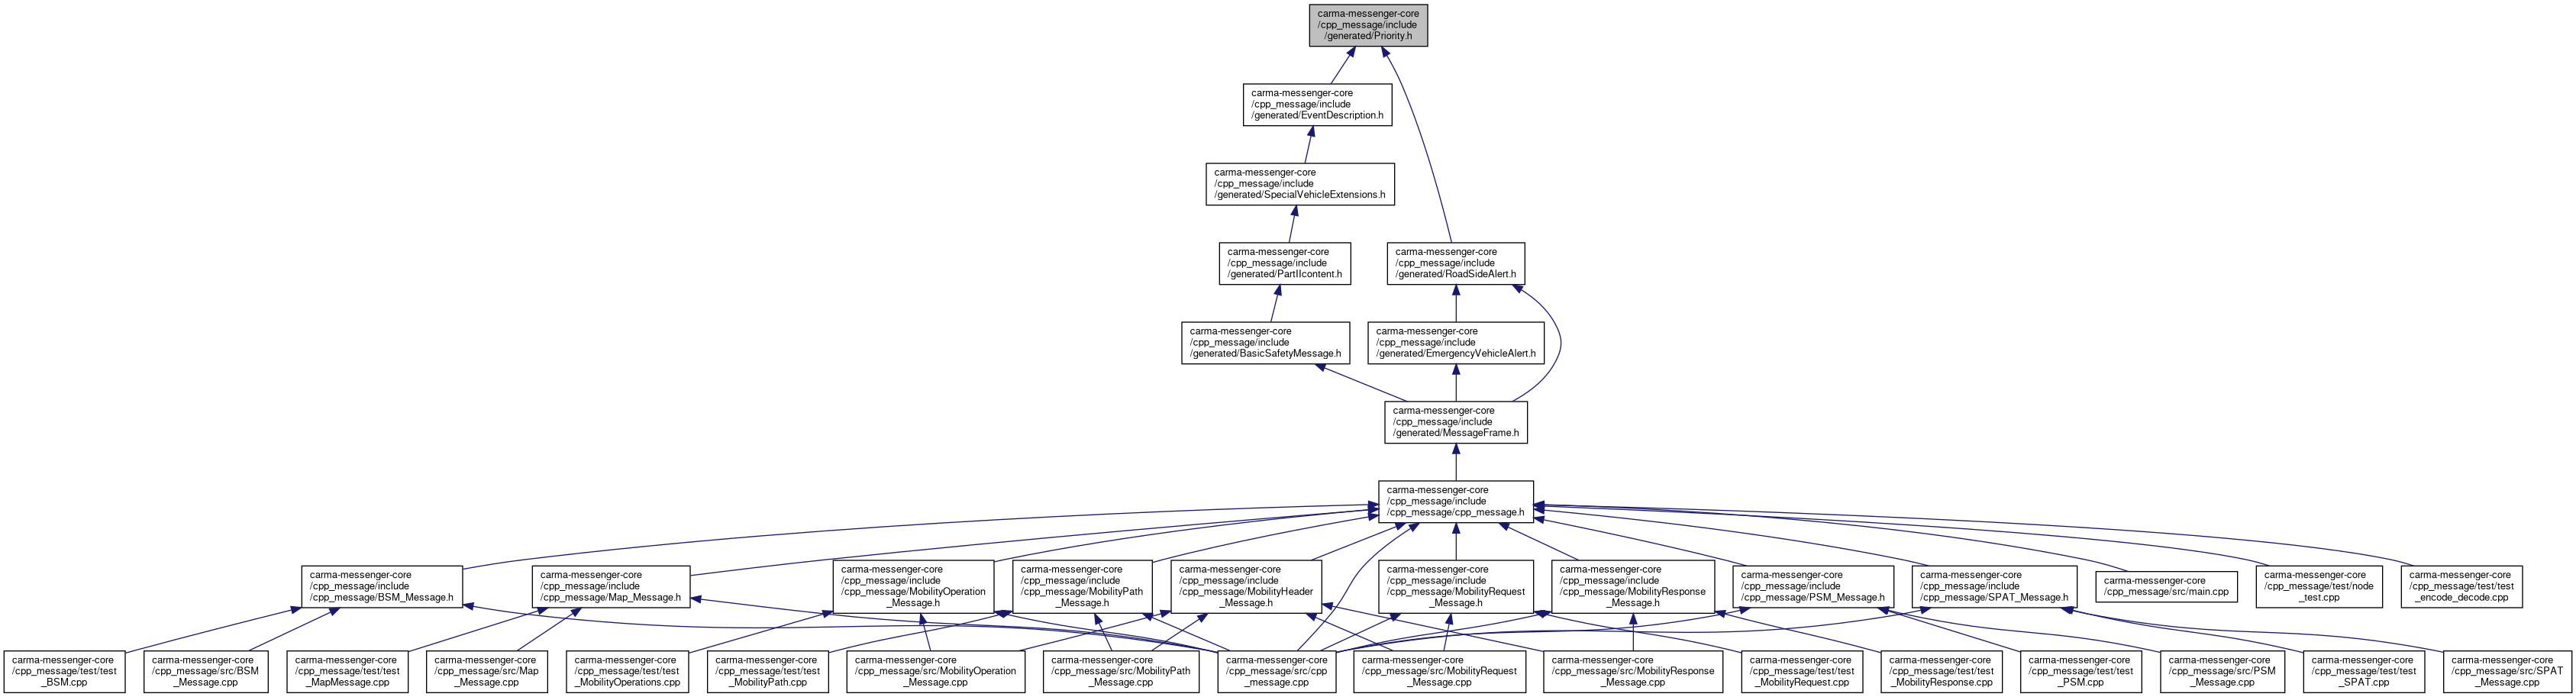 carma-messenger-core
/cpp_message/include
/generated/Priority.h
carma-messenger-core
/cpp_message/include
/generated/EventDescription.h
carma-messenger-core
/cpp_message/include
/generated/SpecialVehicleExtensions.h
carma-messenger-core
/cpp_message/include
/generated/PartIIcontent.h
carma-messenger-core
/cpp_message/include
/generated/RoadSideAlert.h
carma-messenger-core
/cpp_message/include
/generated/BasicSafetyMessage.h
carma-messenger-core
/cpp_message/include
/generated/EmergencyVehicleAlert.h
carma-messenger-core
/cpp_message/include
/generated/MessageFrame.h
carma-messenger-core
/cpp_message/include
/cpp_message/cpp_message.h
carma-messenger-core
/cpp_message/include
/cpp_message/BSM_Message.h
carma-messenger-core
/cpp_message/include
/cpp_message/Map_Message.h
carma-messenger-core
/cpp_message/include
/cpp_message/MobilityOperation
_Message.h
carma-messenger-core
/cpp_message/include
/cpp_message/MobilityPath
_Message.h
carma-messenger-core
/cpp_message/include
/cpp_message/MobilityHeader
_Message.h
carma-messenger-core
/cpp_message/include
/cpp_message/MobilityRequest
_Message.h
carma-messenger-core
/cpp_message/include
/cpp_message/MobilityResponse
_Message.h
carma-messenger-core
/cpp_message/include
/cpp_message/PSM_Message.h
carma-messenger-core
/cpp_message/include
/cpp_message/SPAT_Message.h
carma-messenger-core
/cpp_message/src/main.cpp
carma-messenger-core
/cpp_message/test/node
_test.cpp
carma-messenger-core
/cpp_message/test/test
_encode_decode.cpp
carma-messenger-core
/cpp_message/test/test
_BSM.cpp
carma-messenger-core
/cpp_message/src/BSM
_Message.cpp
carma-messenger-core
/cpp_message/test/test
_MapMessage.cpp
carma-messenger-core
/cpp_message/src/Map
_Message.cpp
carma-messenger-core
/cpp_message/test/test
_MobilityOperations.cpp
carma-messenger-core
/cpp_message/test/test
_MobilityPath.cpp
carma-messenger-core
/cpp_message/src/MobilityOperation
_Message.cpp
carma-messenger-core
/cpp_message/src/MobilityPath
_Message.cpp
carma-messenger-core
/cpp_message/src/cpp
_message.cpp
carma-messenger-core
/cpp_message/src/MobilityRequest
_Message.cpp
carma-messenger-core
/cpp_message/src/MobilityResponse
_Message.cpp
carma-messenger-core
/cpp_message/test/test
_MobilityRequest.cpp
carma-messenger-core
/cpp_message/test/test
_MobilityResponse.cpp
carma-messenger-core
/cpp_message/test/test
_PSM.cpp
carma-messenger-core
/cpp_message/src/PSM
_Message.cpp
carma-messenger-core
/cpp_message/test/test
_SPAT.cpp
carma-messenger-core
/cpp_message/src/SPAT
_Message.cpp